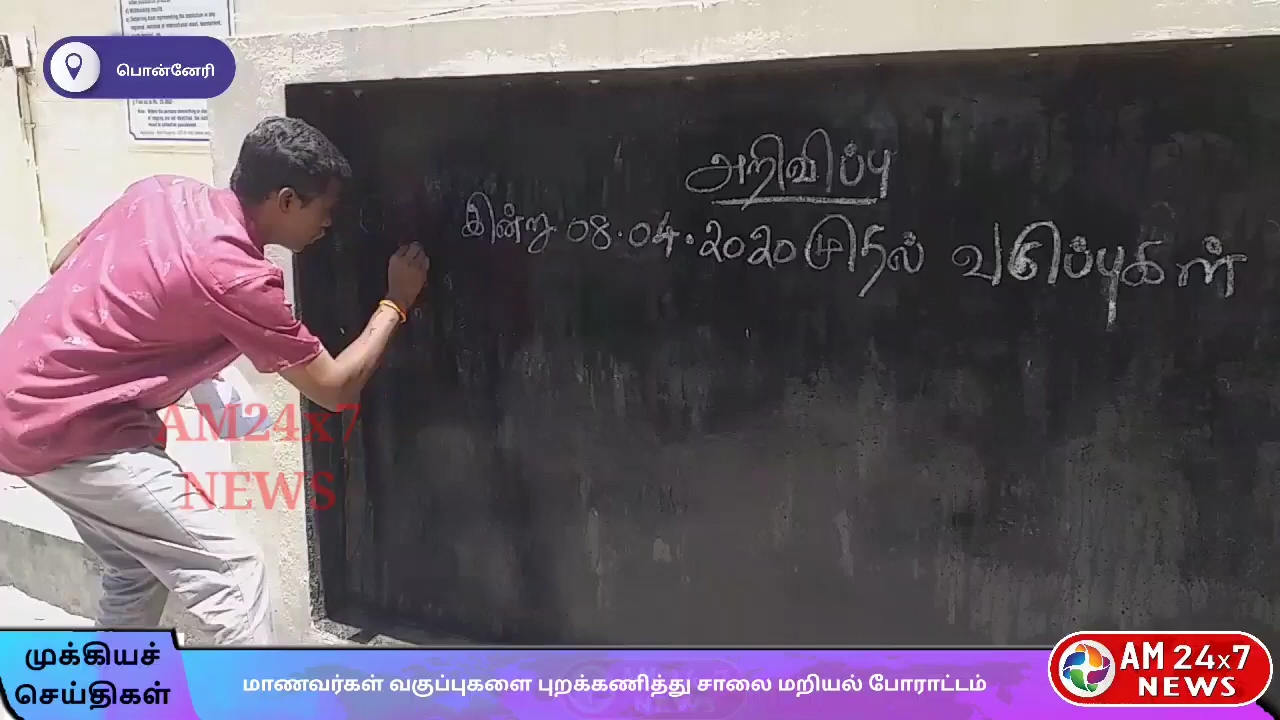 பொன்னேரி
அறிவிப்பு
இன்று 08.04.2020 முதல் வகுப்புகள்
AM24x7
NEWS
முக்கியச்
செய்திகள்
மாணவர்கள் வகுப்புகளை புறக்கணித்து சாலை மறியல் போராட்டம்
AM 24x7
NEWS